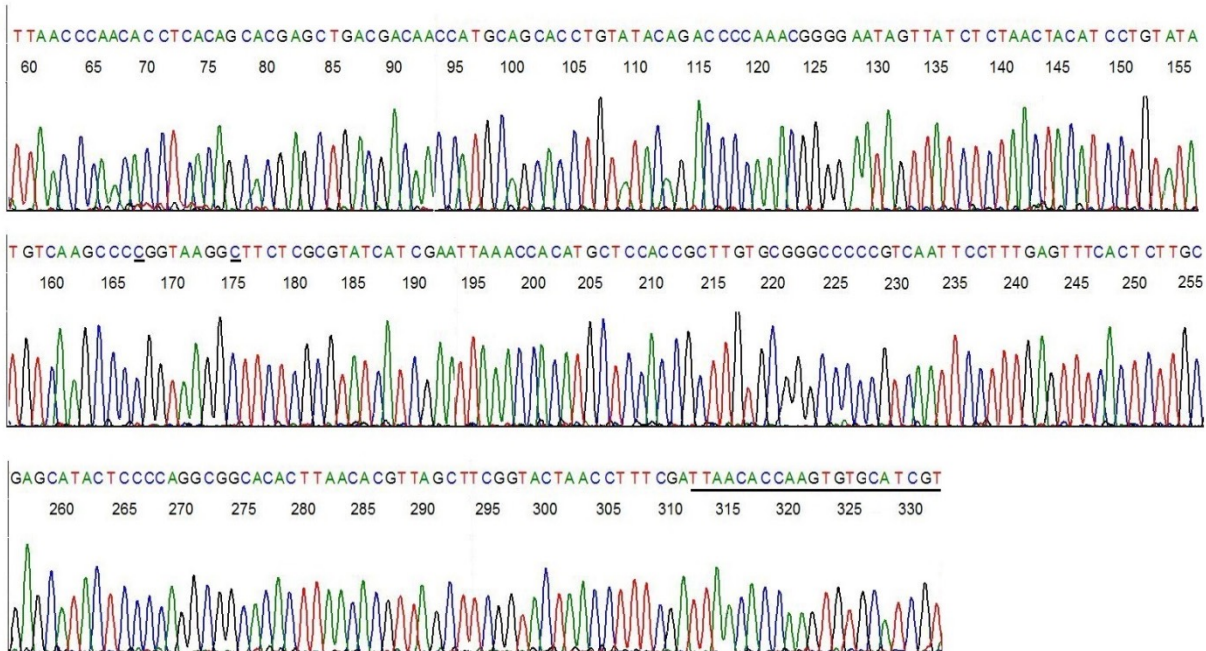 TTAACCCAACACCTCACAGCACGAGCTGACGACAACCATGCAGCACCTGTATACAGACCCCAAACGGGGAATAGTTATCTCTAACTACATCCTGTATA
60 65 70 75 80 85 90 95 100 105 110 115 120 125 130 135 140 145 150 155
TGTCAAGCCCCGGTAAGGCTTCTCGCGTATCATCGAATTAAACCACATGCTCCACCGCTTGTGCGGGCCCCCGTCAATTCCTTTGAGTTTCACTCTTGC
160 165 170 175 180 185 190 195 200 205 210 215 220 225 230 235 240 245 250 255
GAGCATACTCCCCAGGCGGCACACTTAACACGTTAGCTTCGGTACTAACCTTTCGATTAACACCAAGTGTGCATCGT
260 265 270 275 280 285 290 295 300 305 310 315 320 325 330